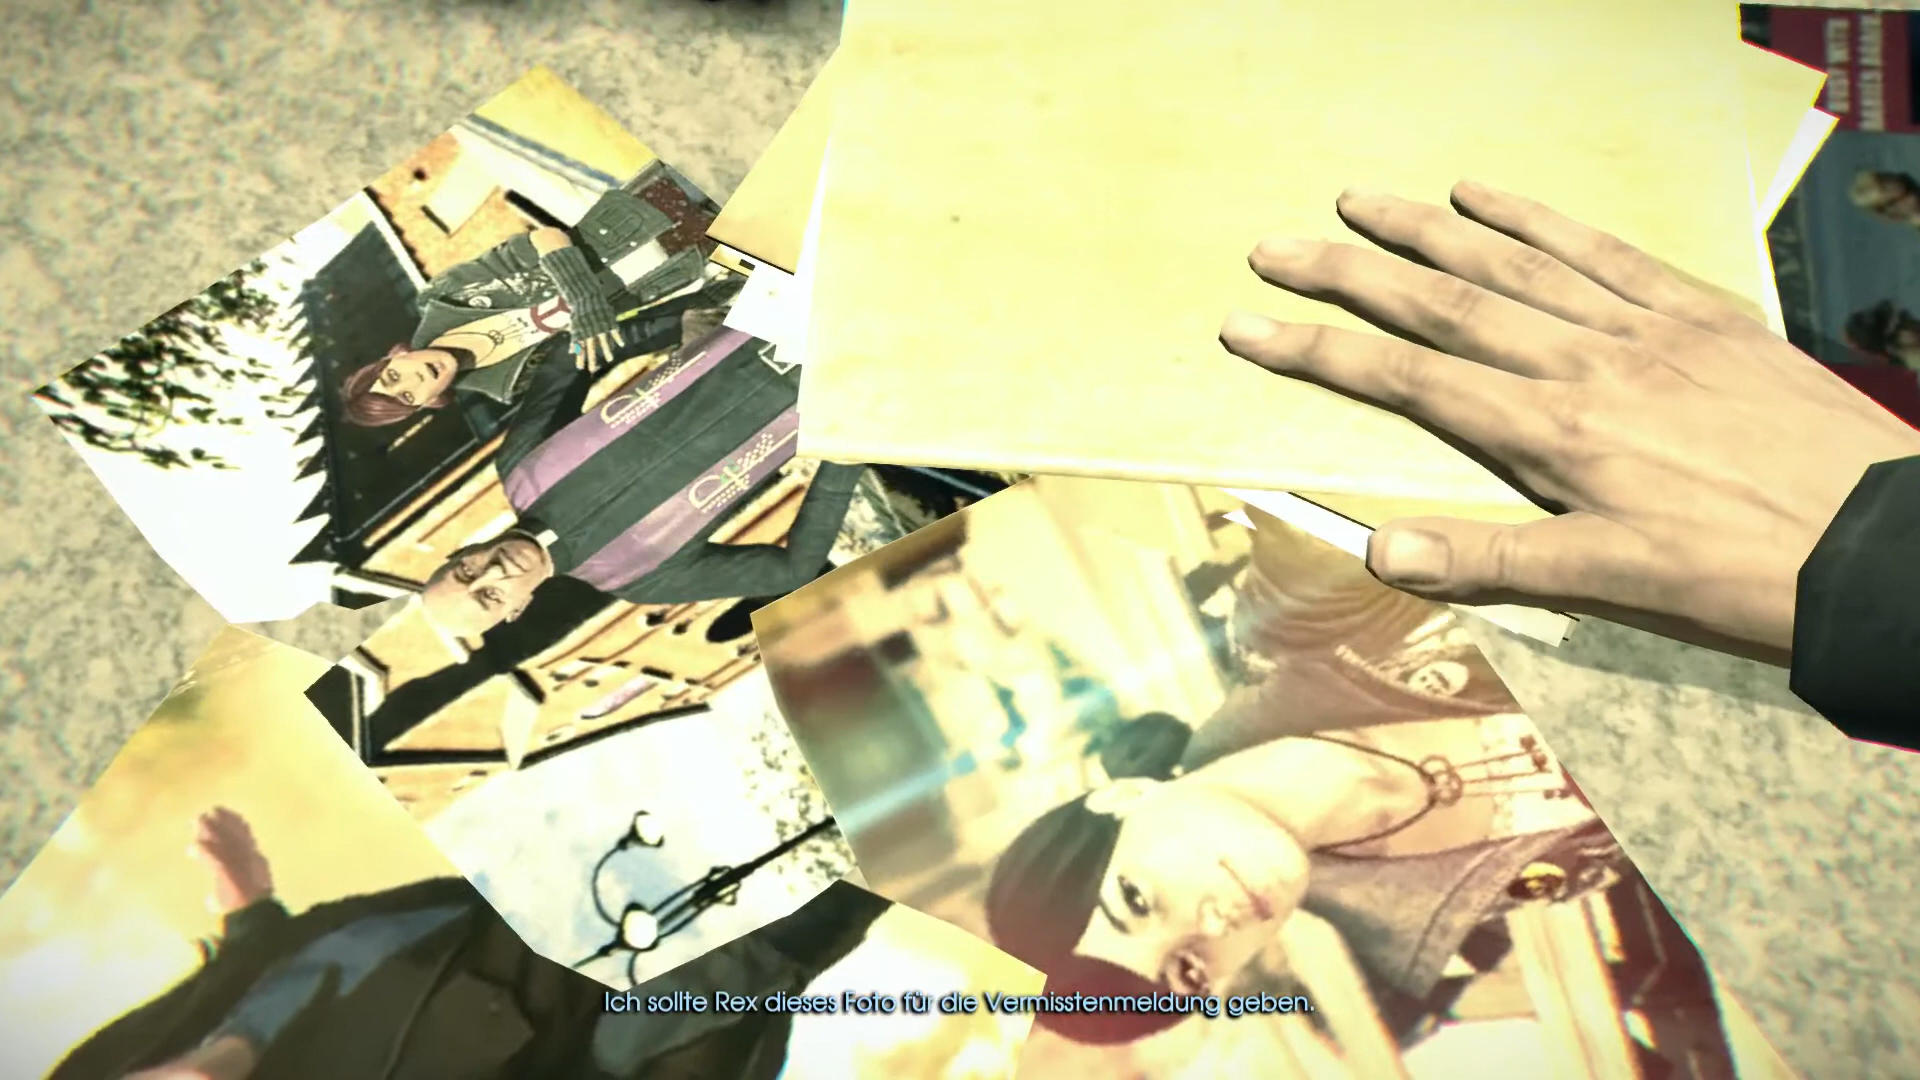 Ich sollte Rex dieses Foto für die Vermisstenmeldung geben.